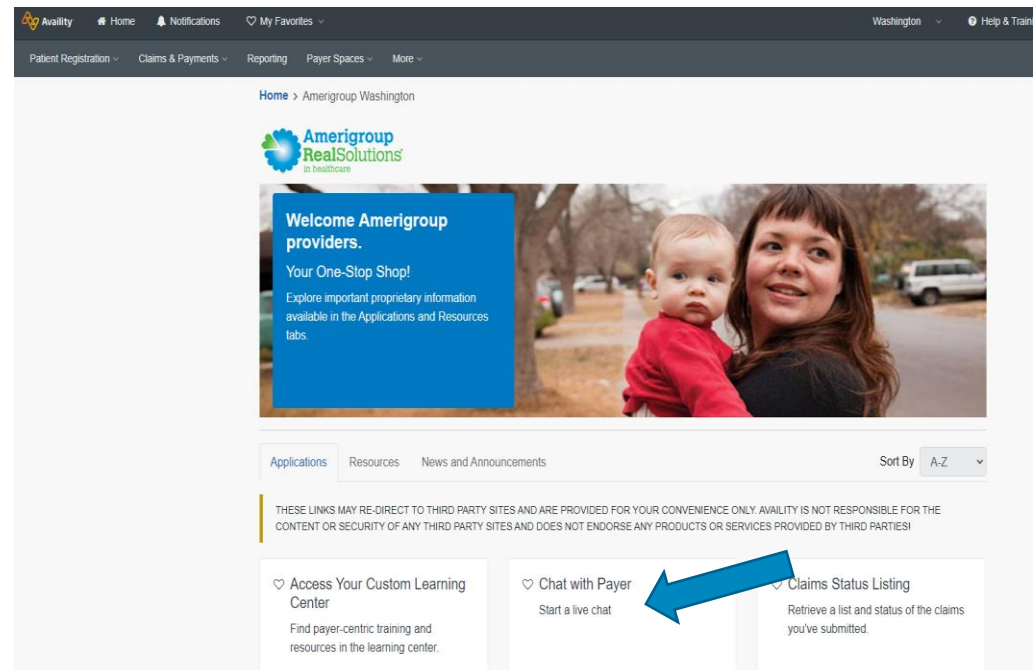 Availity Home Notifications My Favorites Washington Help &
Patient Registration Claims & Payments Reporting Payer Spaces More
Home > Amerigroup Washington
Amerigroup
RealSolutions
in healthcare
Welcome Amerigroup
providers.
Your One-Stop Shop!
Explore important proprietary information
available in the Applications and Resources
tabs.
Applications Resources News and Announcements Sort By A-Z
THESE LINKS MAY RE-DIRECT TO THIRD PARTY SITES AND ARE PROVIDED FOR YOUR CONVENIENCE ONLY. AVAILITY IS NOT RESPONSIBLE FOR THE
CONTENT OR SECURITY OF ANY THIRD PARTY SITES AND DOES NOT ENDORSE ANY PRODUCTS OR SERVICES PROVIDED BY THIRD PARTIES!
Access Your Custom Learning
Center
Find payer-centric training and
resources in the learning center.
Chat with Payer
Start a live chat
Claims Status Listing
Retrieve a list and status of the claims
you've submitted.